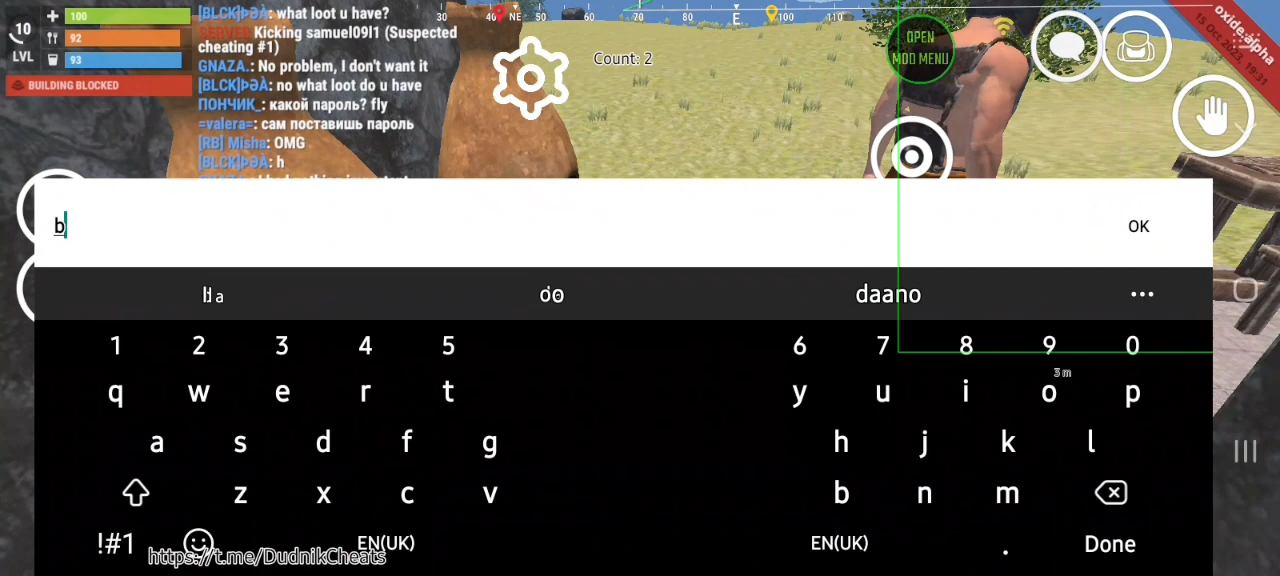 10
LVL
100
92
93
BUILDING BLOCKED
[BLCK]ÞƏÀ: what loot u have?
SERVER Kicking samuel09l1 (Suspected
cheating #1)
GNAZA.: No problem, I don't want it
[BLCK]ÞƏÀ: no what loot do u have
ПОНЧИК_: какой пароль? fly
=valera=: сам поставишь пароль
[RB] Misha: OMG
[BLCK]ÞƏÀ: h
30 40 NE 50 60 70 80 E 100 110
Count: 2
OPEN
MOD MENU
oxide.alpha
15 Oct 2023, 19:31
b
OK
do
daano
1 2 3 4 5 6 7 8 9 0
3m
q w e r t y u i o p
a s d f g h j k l
z x c v b n m
!#1 EN(UK) EN(UK) . Done
https://t.me/DudnikCheats